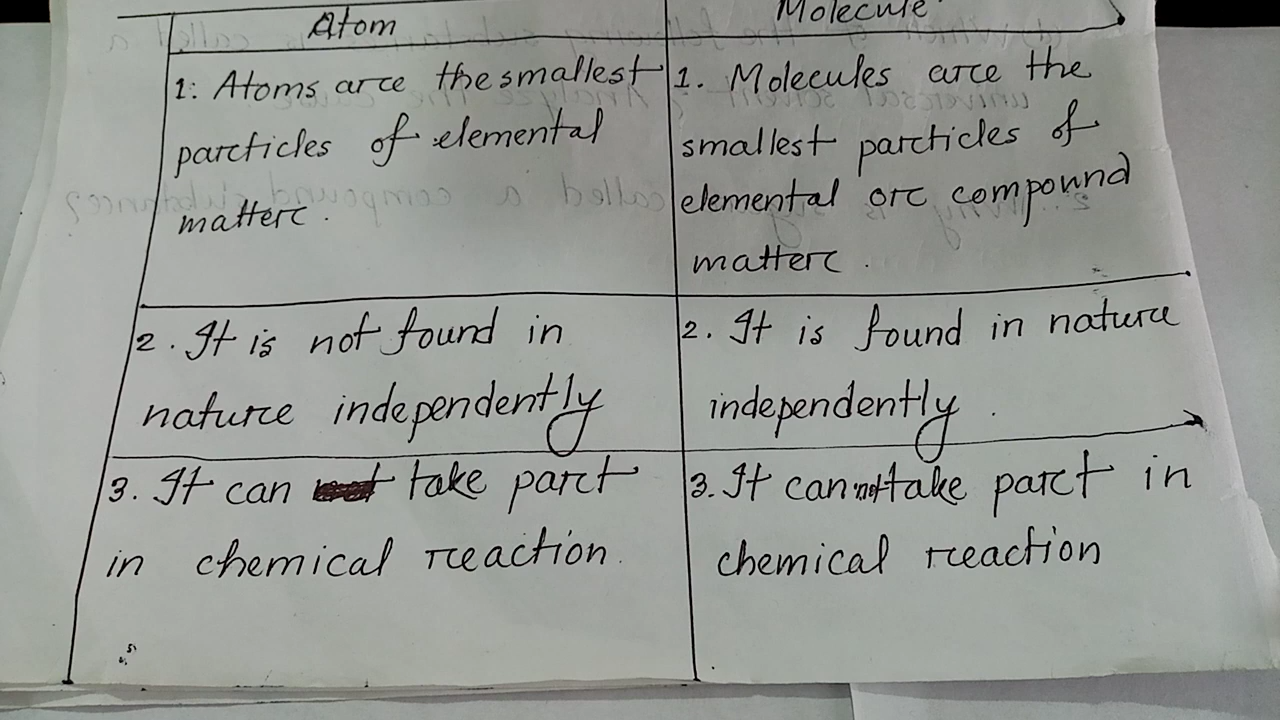 Atom
Molecule
1: Atoms are the smallest
particles of elemental
matter.
1. Molecules are the
smallest particles of
elemental or compound
matter.
2. It is not found in
nature independently
2. It is found in nature
independently.
3. It can take part
in chemical reaction.
3. It can not take part in
chemical reaction